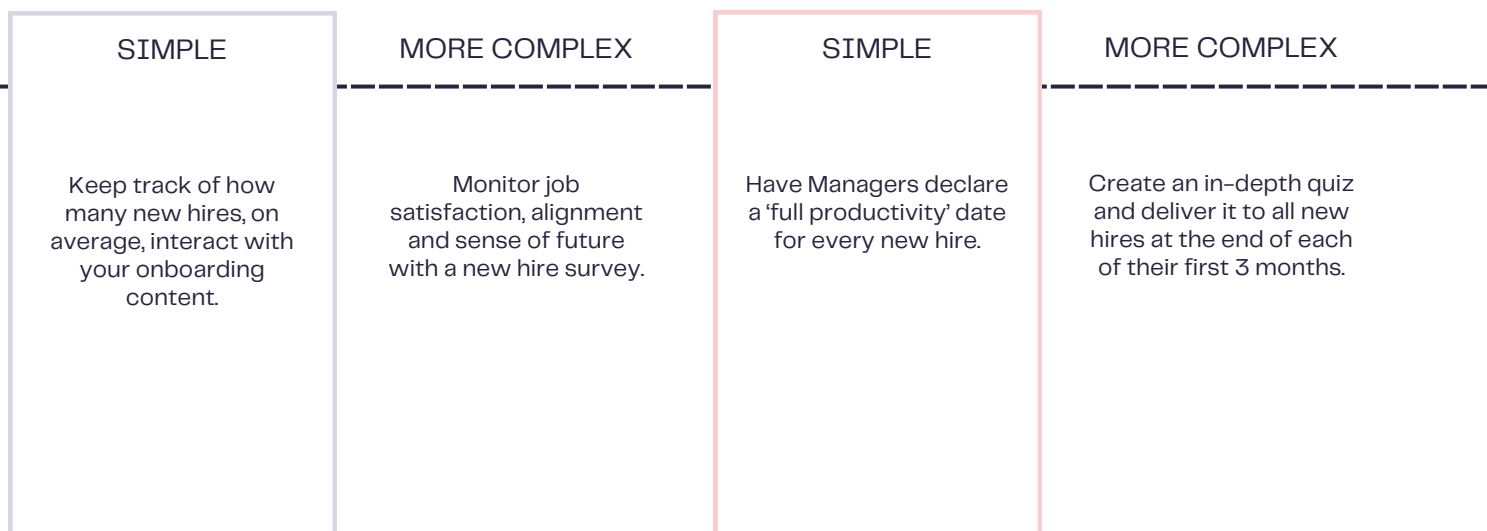 SIMPLE
Keep track of how
many new hires, on
average, interact with
your onboarding
content.
MORE COMPLEX
Monitor job
satisfaction, alignment
and sense of future
with a new hire survey.
SIMPLE
Have Managers declare
a ‘full productivity’ date
for every new hire.
MORE COMPLEX
Create an in-depth quiz
and deliver it to all new
hires at the end of each
of their first 3 months.